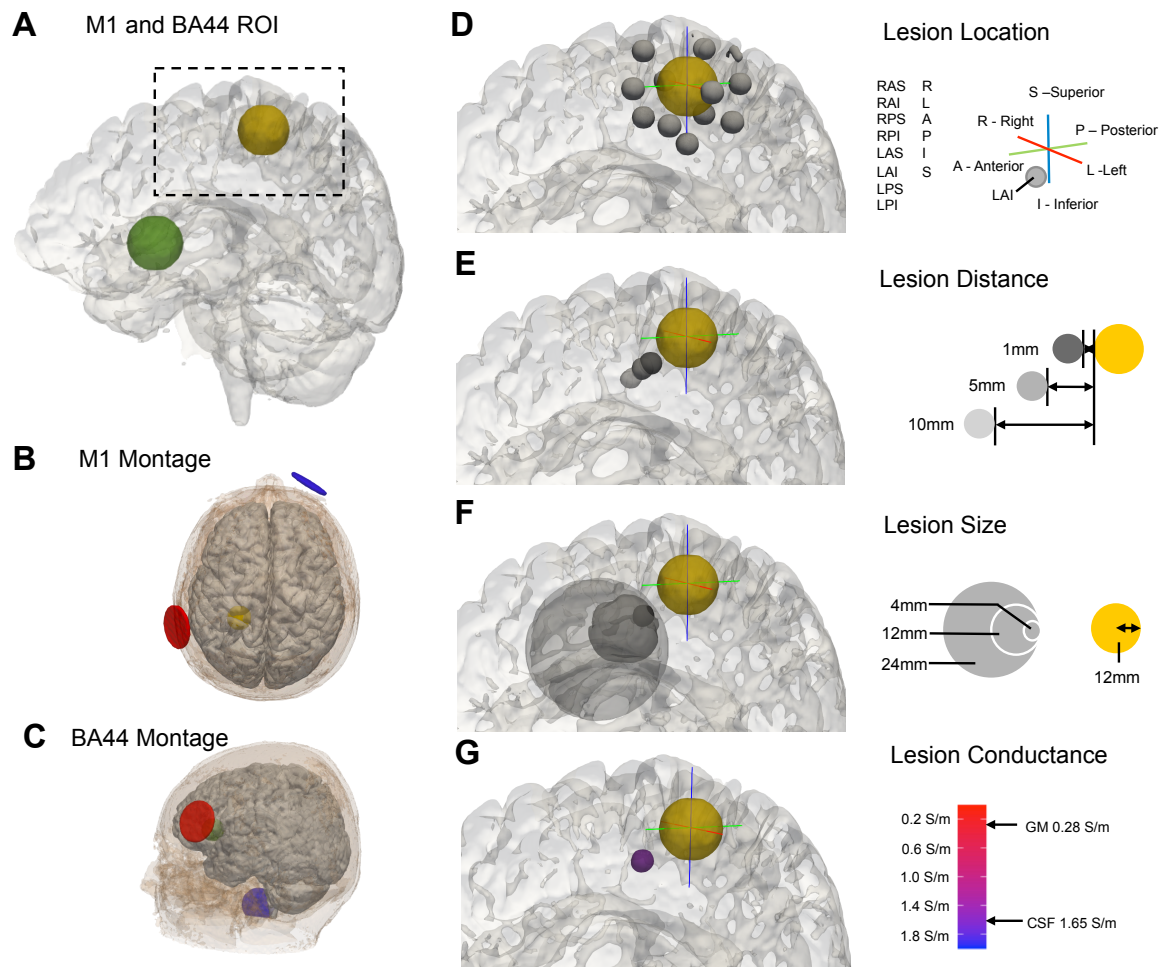 A
M1 and BA44 ROI
B
M1 Montage
C
BA44 Montage
D
Lesion Location
RAS R
RAI L
RPS A
RPI P
LAS I
LAI S
LPS
LPI
S –Superior
R - Right
P – Posterior
A - Anterior
L -Left
LAI
I - Inferior
E
Lesion Distance
1mm
5mm
10mm
F
Lesion Size
4mm
12mm
24mm
12mm
G
Lesion Conductance
0.2 S/m
GM 0.28 S/m
0.6 S/m
1.0 S/m
1.4 S/m
CSF 1.65 S/m
1.8 S/m